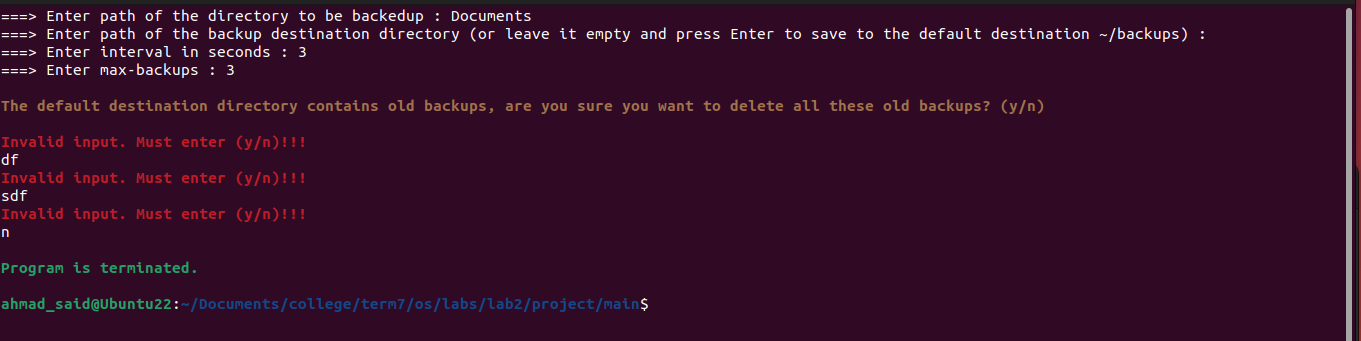 ===> Enter path of the directory to be backedup : Documents
===> Enter path of the backup destination directory (or leave it empty and press Enter to save to the default destination ~/backups) :
===> Enter interval in seconds : 3
===> Enter max-backups : 3
The default destination directory contains old backups, are you sure you want to delete all these old backups? (y/n)
Invalid input. Must enter (y/n)!!!
df
Invalid input. Must enter (y/n)!!!
sdf
Invalid input. Must enter (y/n)!!!
n
Program is terminated.
ahmad_said@Ubuntu22:~/Documents/college/term7/os/labs/lab2/project/main$